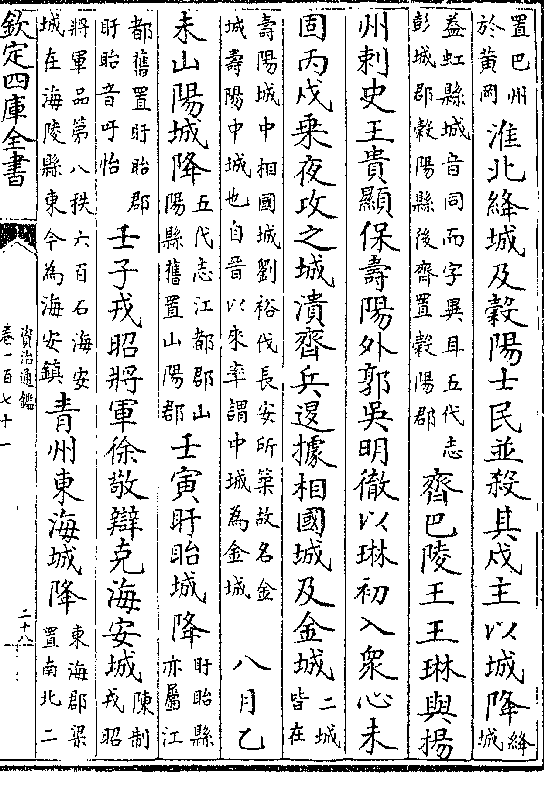 置巴州
於黄岡
淮北絳城及穀陽士民並殺其戍主以城降
絳
城
益虹縣城音同而字異耳五代志
彭城郡穀陽縣後齊置穀陽郡
齊巴陵王王琳與揚
州刺史王貴顯保壽陽外郭吳明徹以琳初入衆心未
固丙戌乗夜攻之城潰齊兵退據相國城及金城
二城
皆在
壽陽城中相國城劉裕伐長安所築故名金
城壽陽中城也自晉以來率謂中城為金城
八月乙
未山陽城降
五代志江都郡山
陽縣舊置山陽郡
壬寅盱眙城降
盱眙縣
亦屬江
都舊置盱眙郡
盱眙音吁怡
壬子戎昭將軍徐敬辯克海安城
陳制
戎昭
將軍品第八秩六百石海安
城在海陵縣東今為海安鎮
青州東海城降
東海郡梁
置南北二
欽定四庫全書
資治通鑑
卷一百七十一
二十八